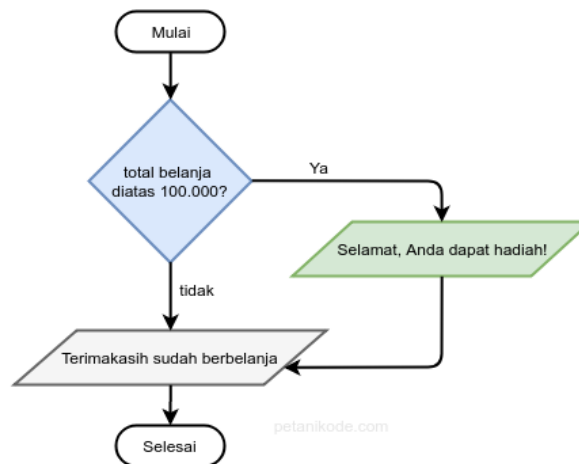 Mulai
total belanja
diatas 100.000?
Ya
Selamat, Anda dapat hadiah!
tidak
Terimakasih sudah berbelanja
petanikode.com
Selesai